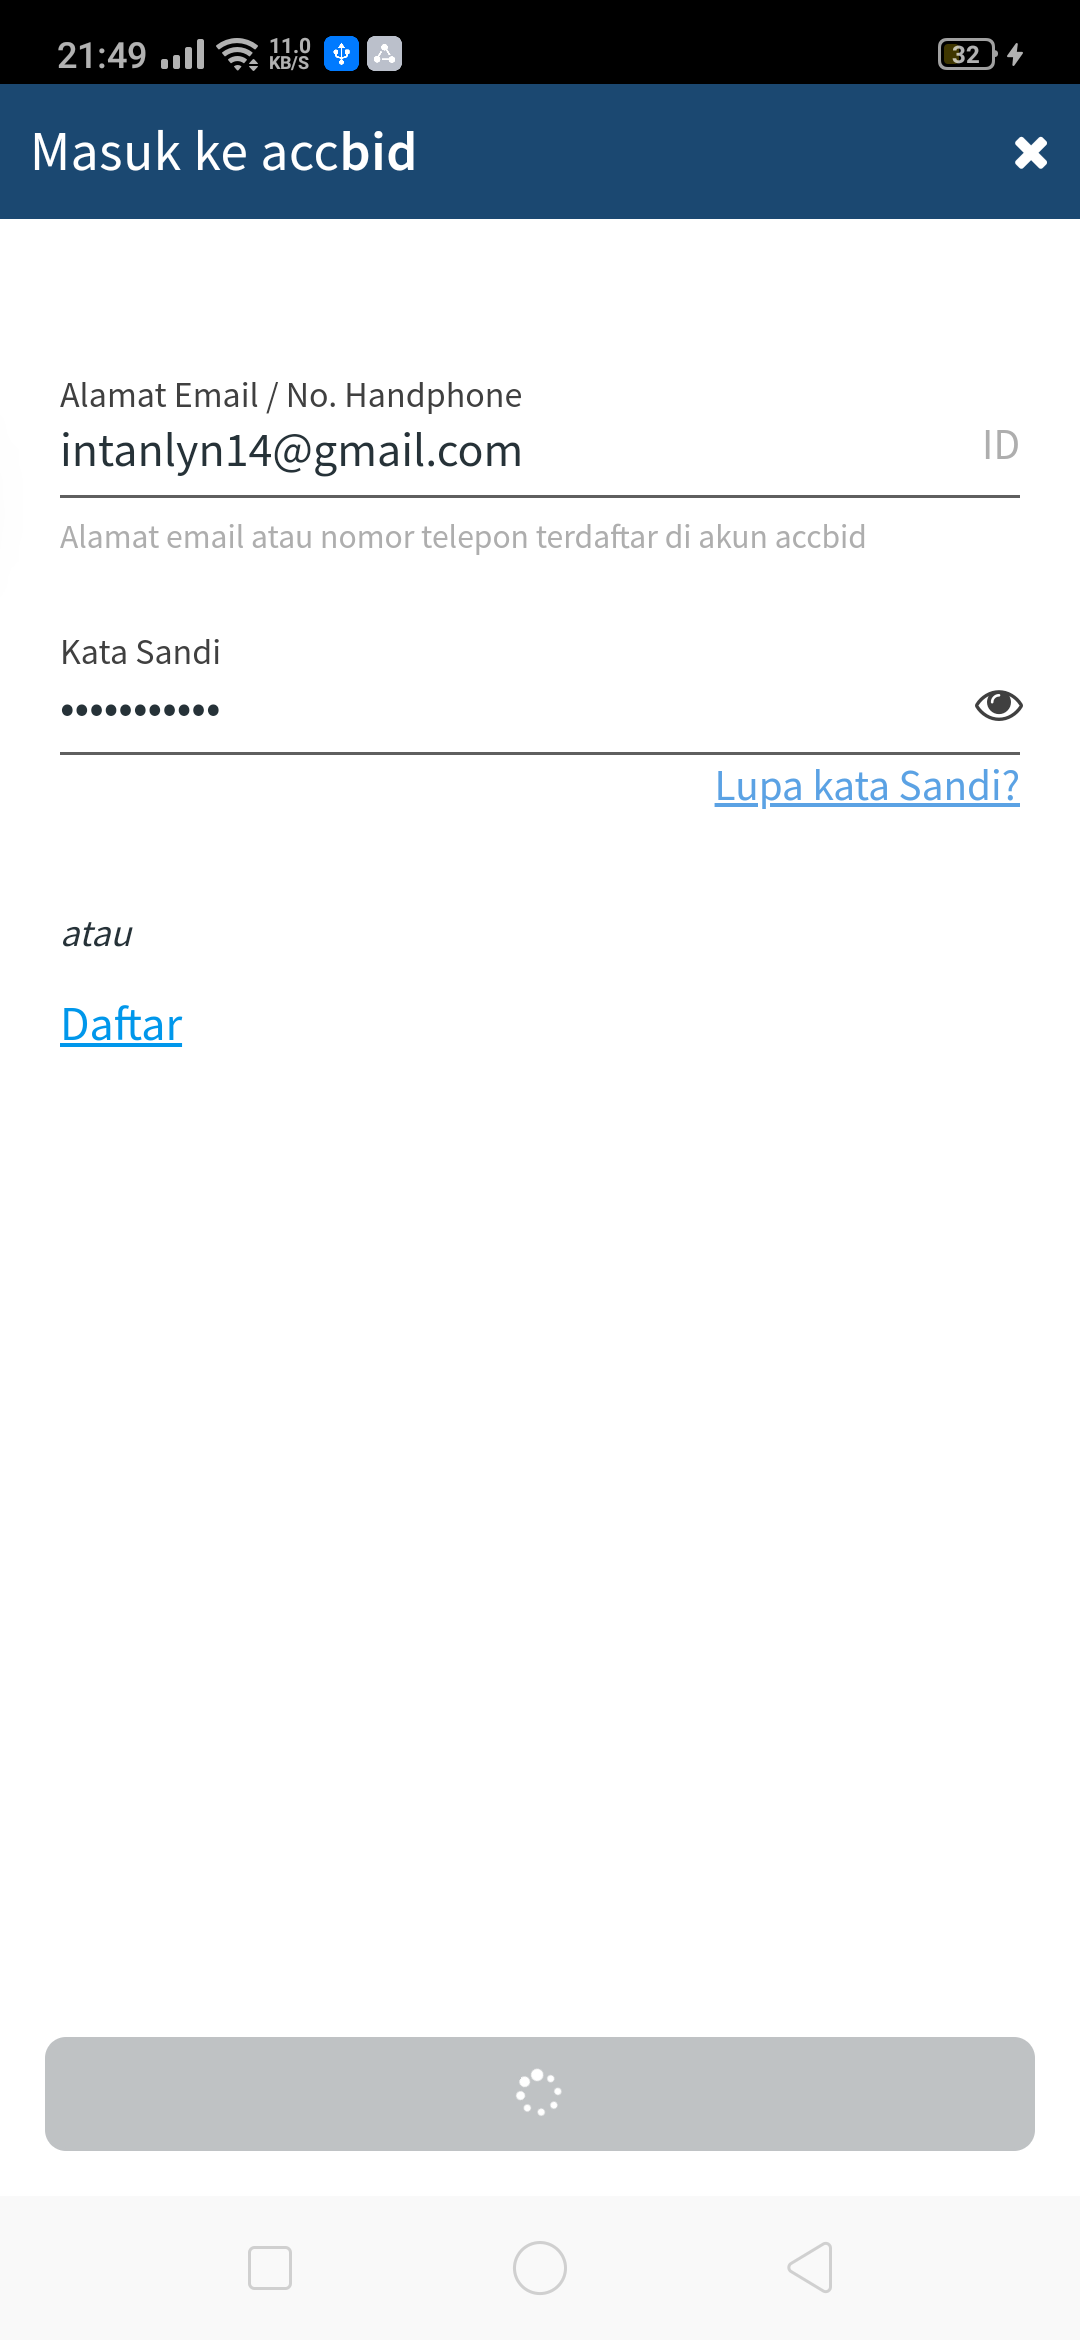 21:49
11.0
KB/S
32
Masuk ke accbid
Alamat Email / No. Handphone
intanlyn14@gmail.com
ID
Alamat email atau nomor telepon terdaftar di akun accbid
Kata Sandi
•••••••••••
Lupa kata Sandi?
atau
Daftar